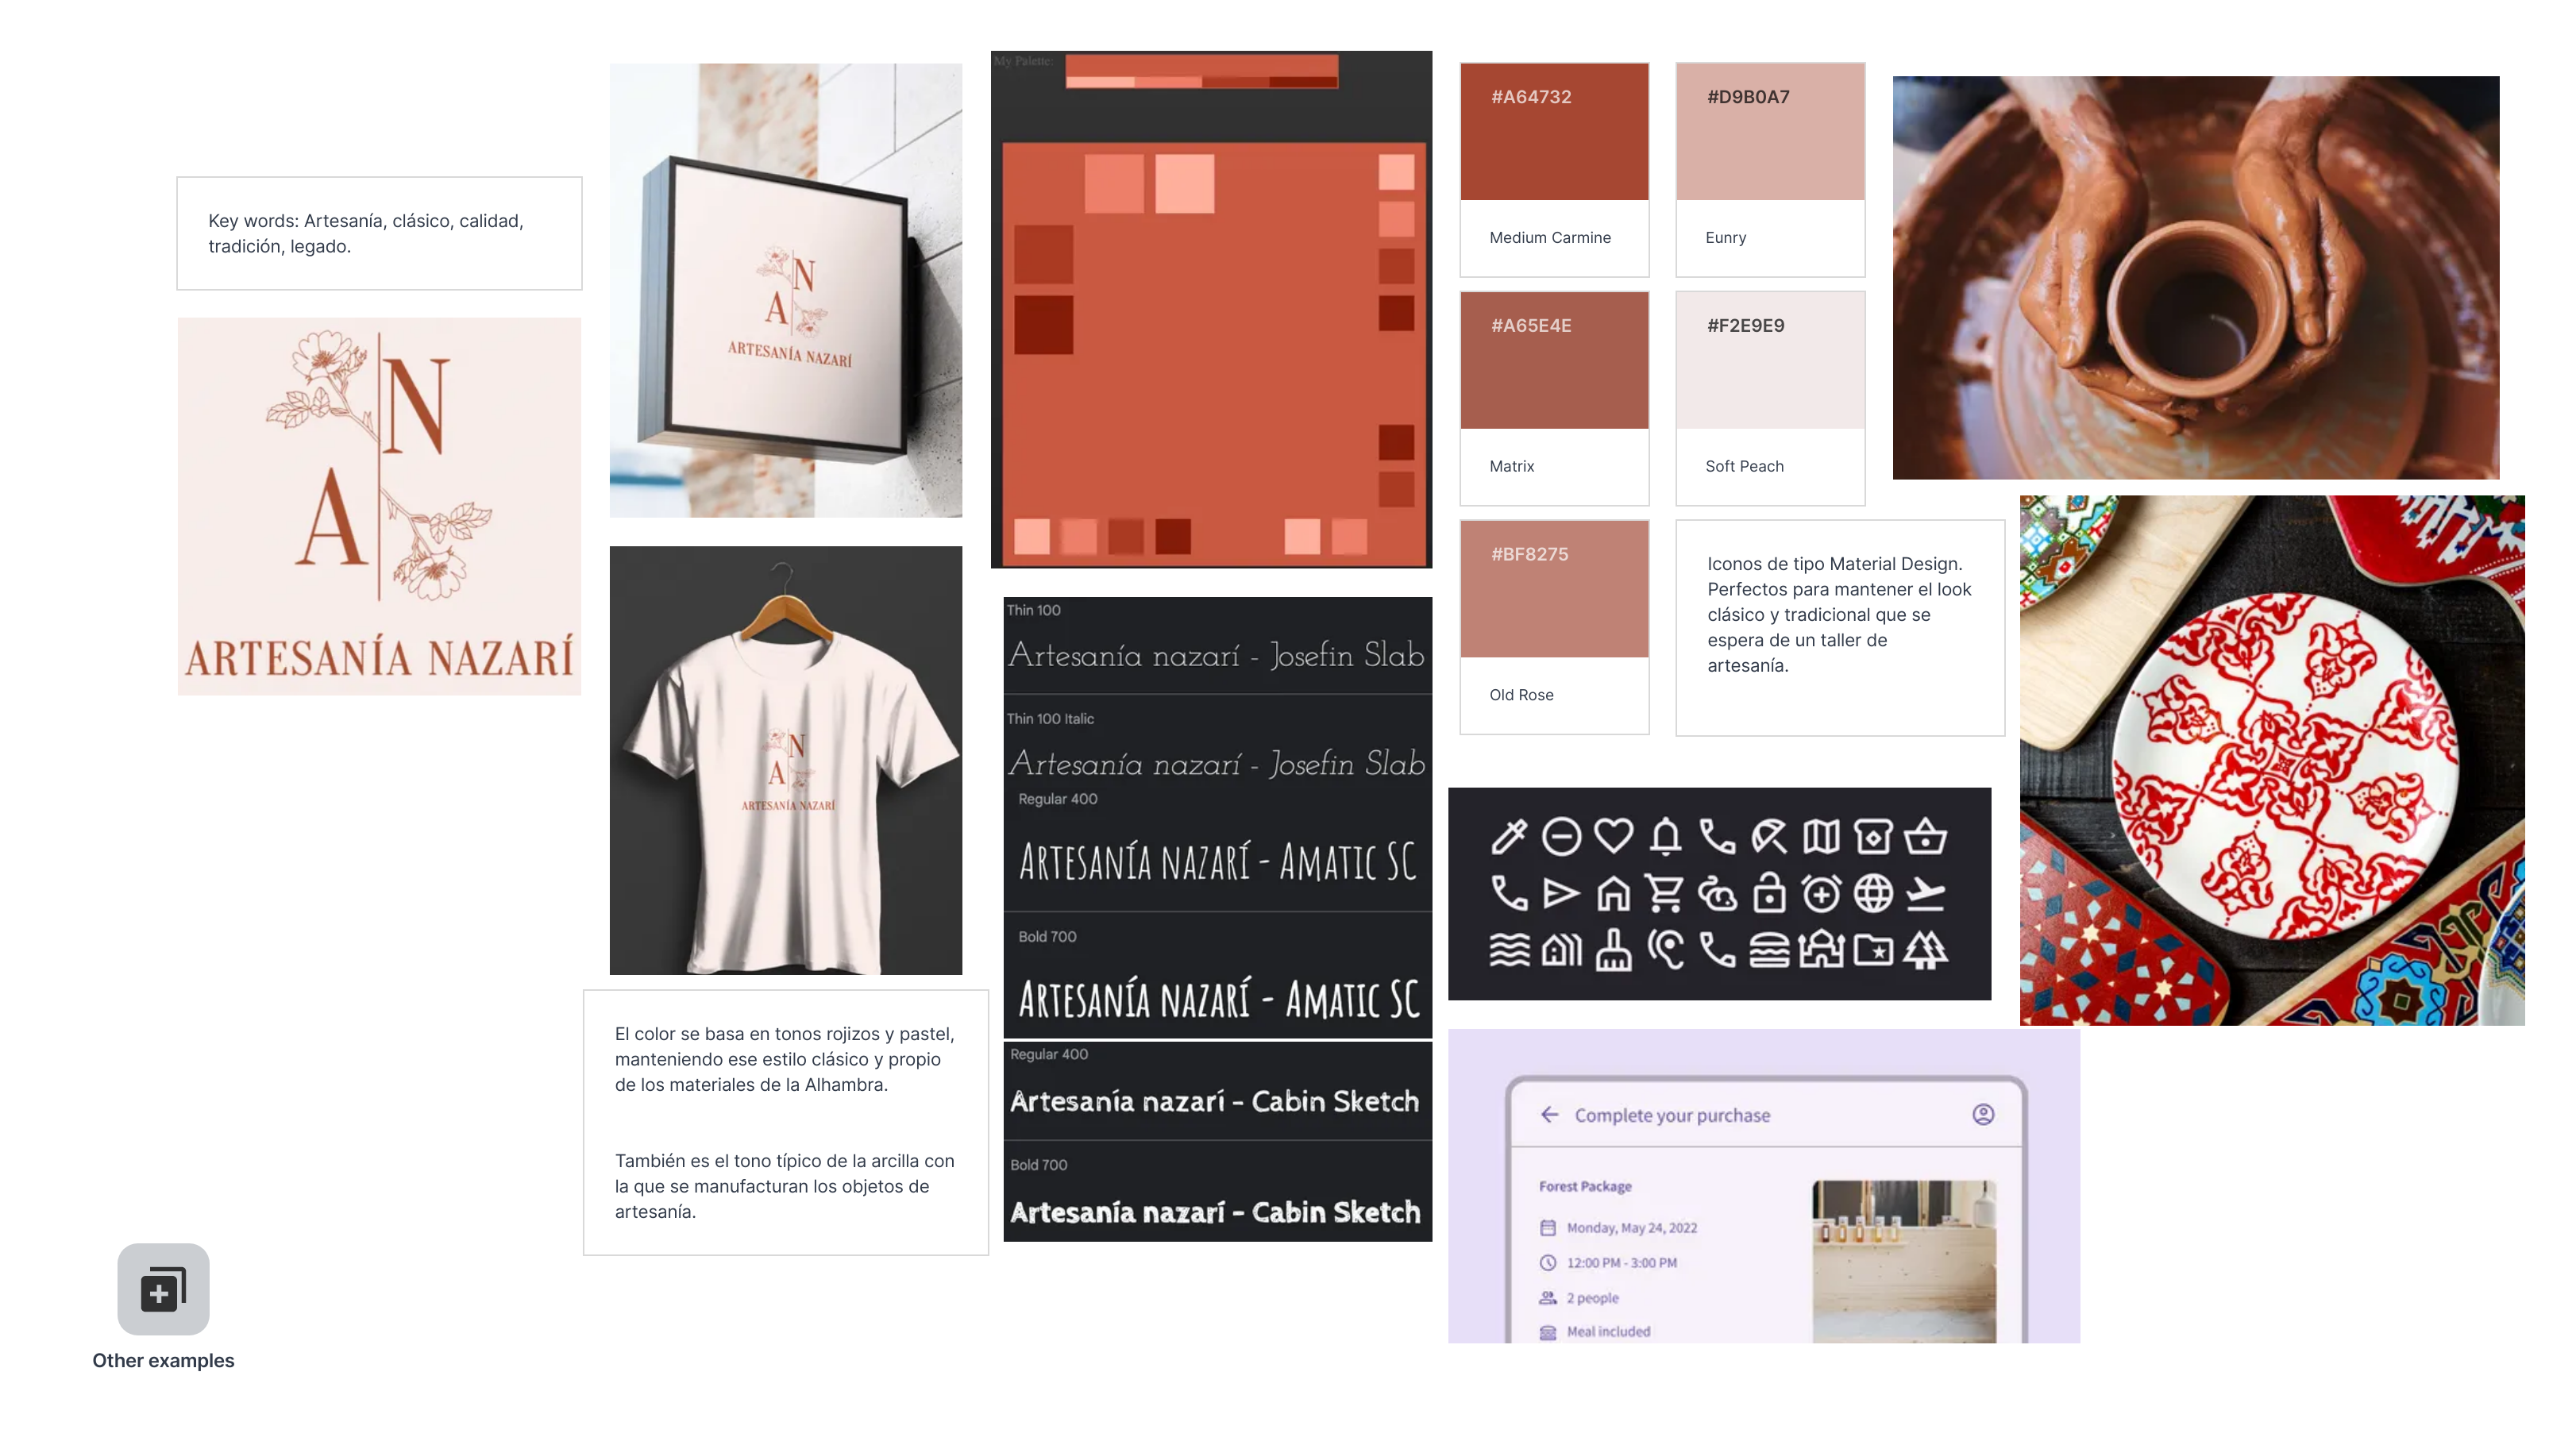 Key words: Artesanía, clásico, calidad,
tradición, legado.
N
A
ARTESANÍA NAZARÍ
N
A
ARTESANÍA NAZARÍ
N
A
ARTESANÍA NAZARÍ
El color se basa en tonos rojizos y pastel,
manteniendo ese estilo clásico y propio
de los materiales de la Alhambra.
También es el tono típico de la arcilla con
la que se manufacturan los objetos de
artesanía.
My Palette:
Thin 100
Artesanía nazarí - Josefin Slab
Thin 100 Italic
Artesanía nazarí - Josefin Slab
Regular 400
ARTESANÍA NAZARÍ - AMATIC SC
Bold 700
ARTESANÍA NAZARÍ - AMATIC SC
Regular 400
Artesanía nazarí - Cabin Sketch
Bold 700
Artesanía nazarí - Cabin Sketch
#A64732
Medium Carmine
#D9B0A7
Eunry
#A65E4E
Matrix
#F2E9E9
Soft Peach
#BF8275
Old Rose
Iconos de tipo Material Design.
Perfectos para mantener el look
clásico y tradicional que se
espera de un taller de
artesanía.
Complete your purchase
Forest Package
Monday, May 24, 2022
12:00 PM - 3:00 PM
2 people
Meal included
Other examples